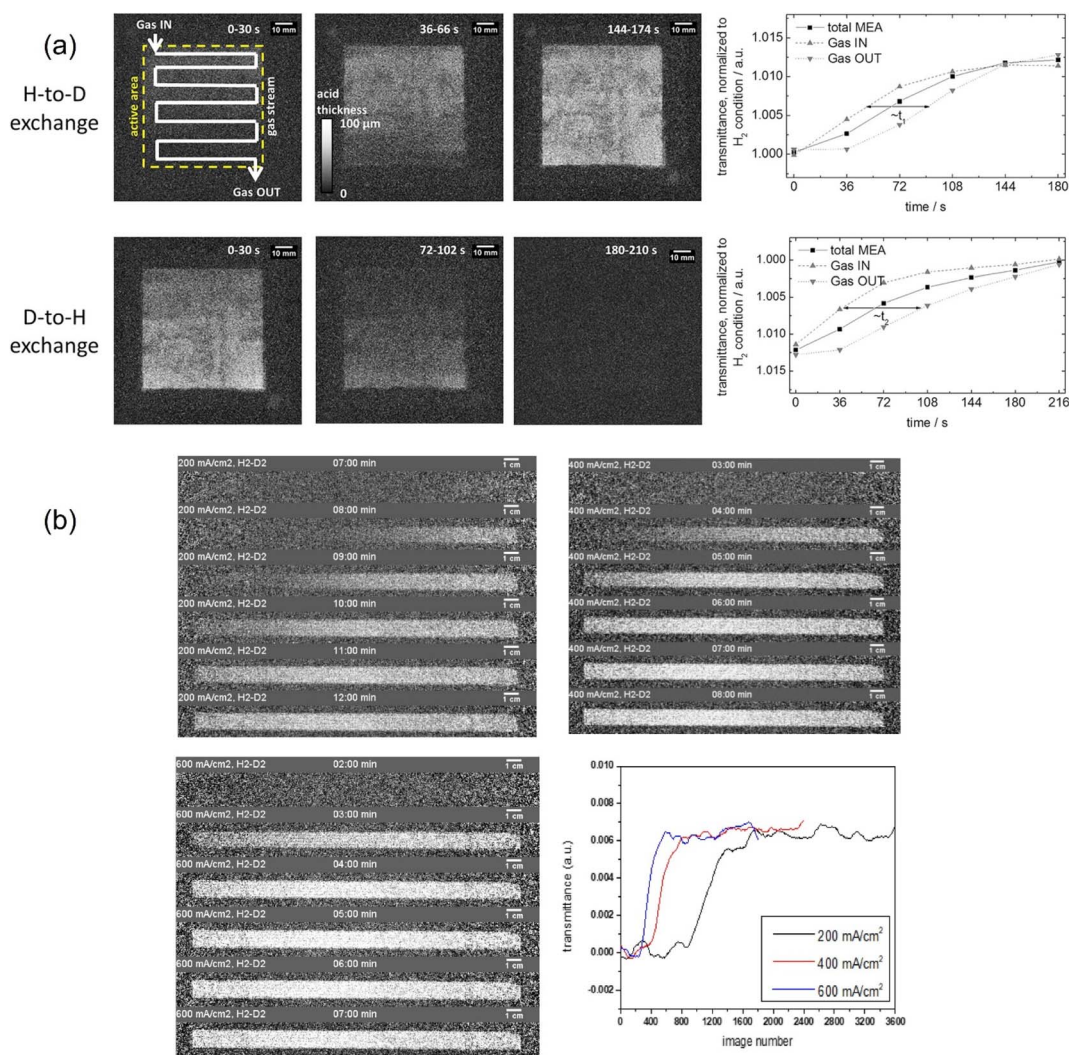 (a)
H-to-D
exchange
Gas IN
0-30 s
10 mm
active area
gas stream
Gas OUT
36-66 s
10 mm
acid
thickness
100 µm
0
144-174 s
10 mm
transmittance, normalized to
H2 condition / a.u.
1.015
1.010
1.005
1.000
total MEA
Gas IN
Gas OUT
~t1
0 36 72 108 144 180
time / s
D-to-H
exchange
0-30 s
10 mm
72-102 s
10 mm
180-210 s
10 mm
transmittance, normalized to
H2 condition / a.u.
1.000
1.005
1.010
1.015
total MEA
Gas IN
Gas OUT
~t2
0 36 72 108 144 180 216
time / s
(b)
200 mA/cm2, H2-D2 07:00 min 1 cm
200 mA/cm2, H2-D2 08:00 min 1 cm
200 mA/cm2, H2-D2 09:00 min 1 cm
200 mA/cm2, H2-D2 10:00 min 1 cm
200 mA/cm2, H2-D2 11:00 min 1 cm
200 mA/cm2, H2-D2 12:00 min 1 cm
400 mA/cm2, H2-D2 03:00 min 1 cm
400 mA/cm2, H2-D2 04:00 min 1 cm
400 mA/cm2, H2-D2 05:00 min 1 cm
400 mA/cm2, H2-D2 06:00 min 1 cm
400 mA/cm2, H2-D2 07:00 min 1 cm
400 mA/cm2, H2-D2 08:00 min 1 cm
600 mA/cm2, H2-D2 02:00 min 1 cm
600 mA/cm2, H2-D2 03:00 min 1 cm
600 mA/cm2, H2-D2 04:00 min 1 cm
600 mA/cm2, H2-D2 05:00 min 1 cm
600 mA/cm2, H2-D2 06:00 min 1 cm
600 mA/cm2, H2-D2 07:00 min 1 cm
transmittance (a.u.)
0.010
0.008
0.006
0.004
0.002
0.000
-0.002
200 mA/cm²
400 mA/cm²
600 mA/cm²
0 400 800 1200 1600 2000 2400 2800 3200 3600
image number